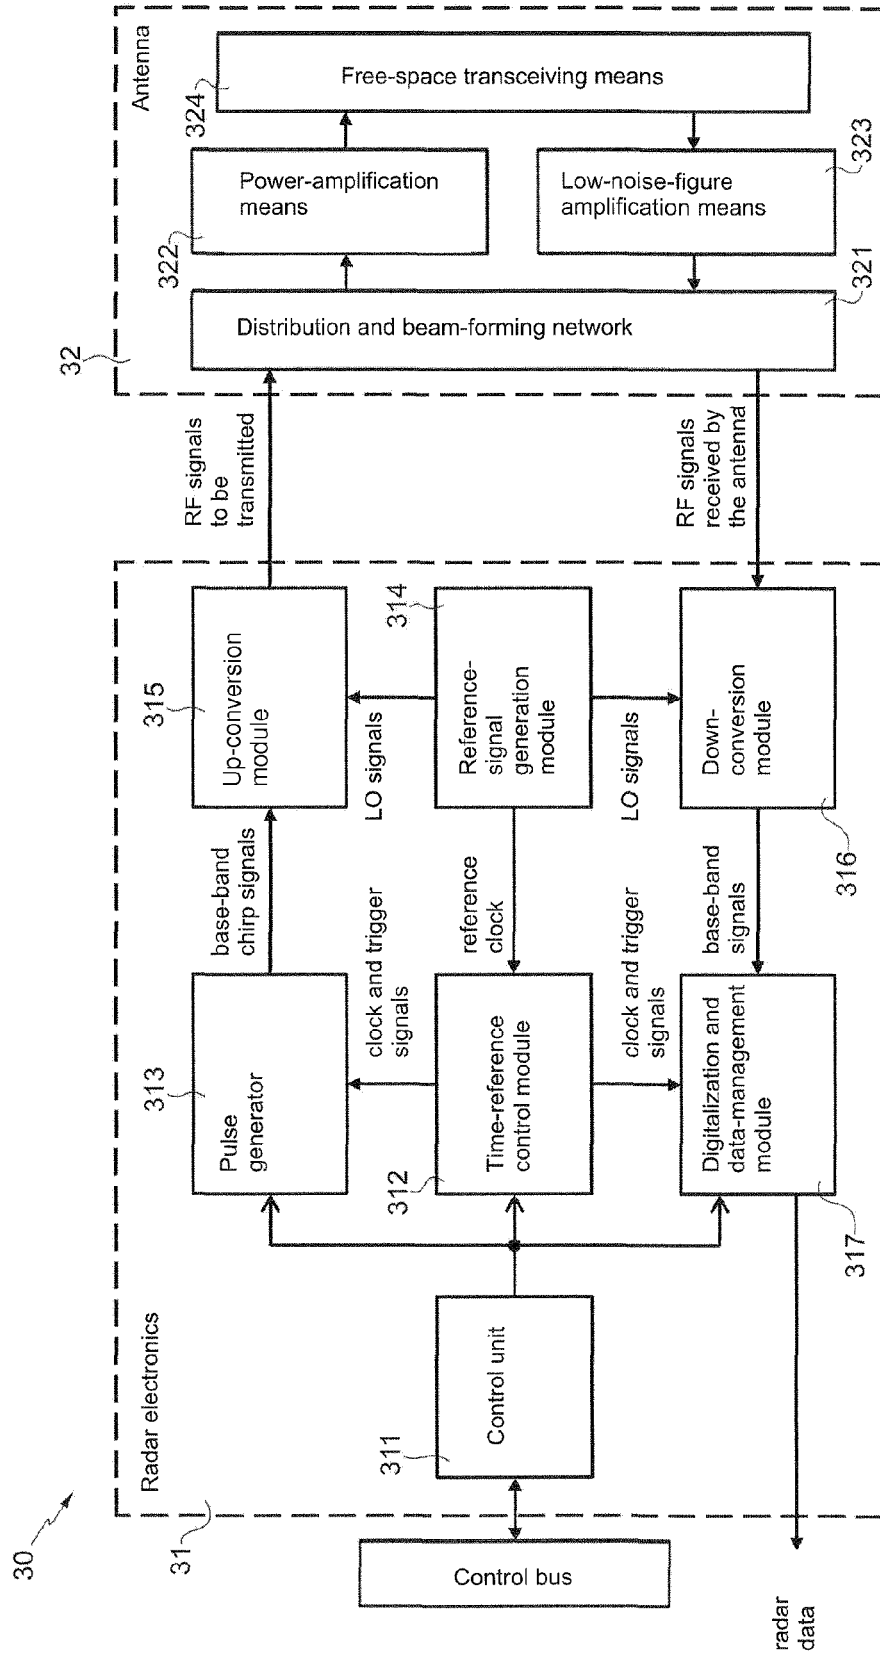 30
31
Radar electronics
Control bus
311
Control unit
313
Pulse
generator
312
Time-reference
control module
317
Digitalization and
data-management
module
radar
data
clock and trigger
signals
clock and trigger
signals
base-band
chirp signals
reference
clock
base-band
signals
315
Up-conversion
module
LO signals
314
Reference-
signal
generation
module
LO signals
316
Down-
conversion
module
RF signals
to be
transmitted
RF signals
received by
the antenna
32
Antenna
321
Distribution and beam-forming network
322
Power-amplification
means
323
Low-noise-figure
amplification means
324
Free-space transceiving means